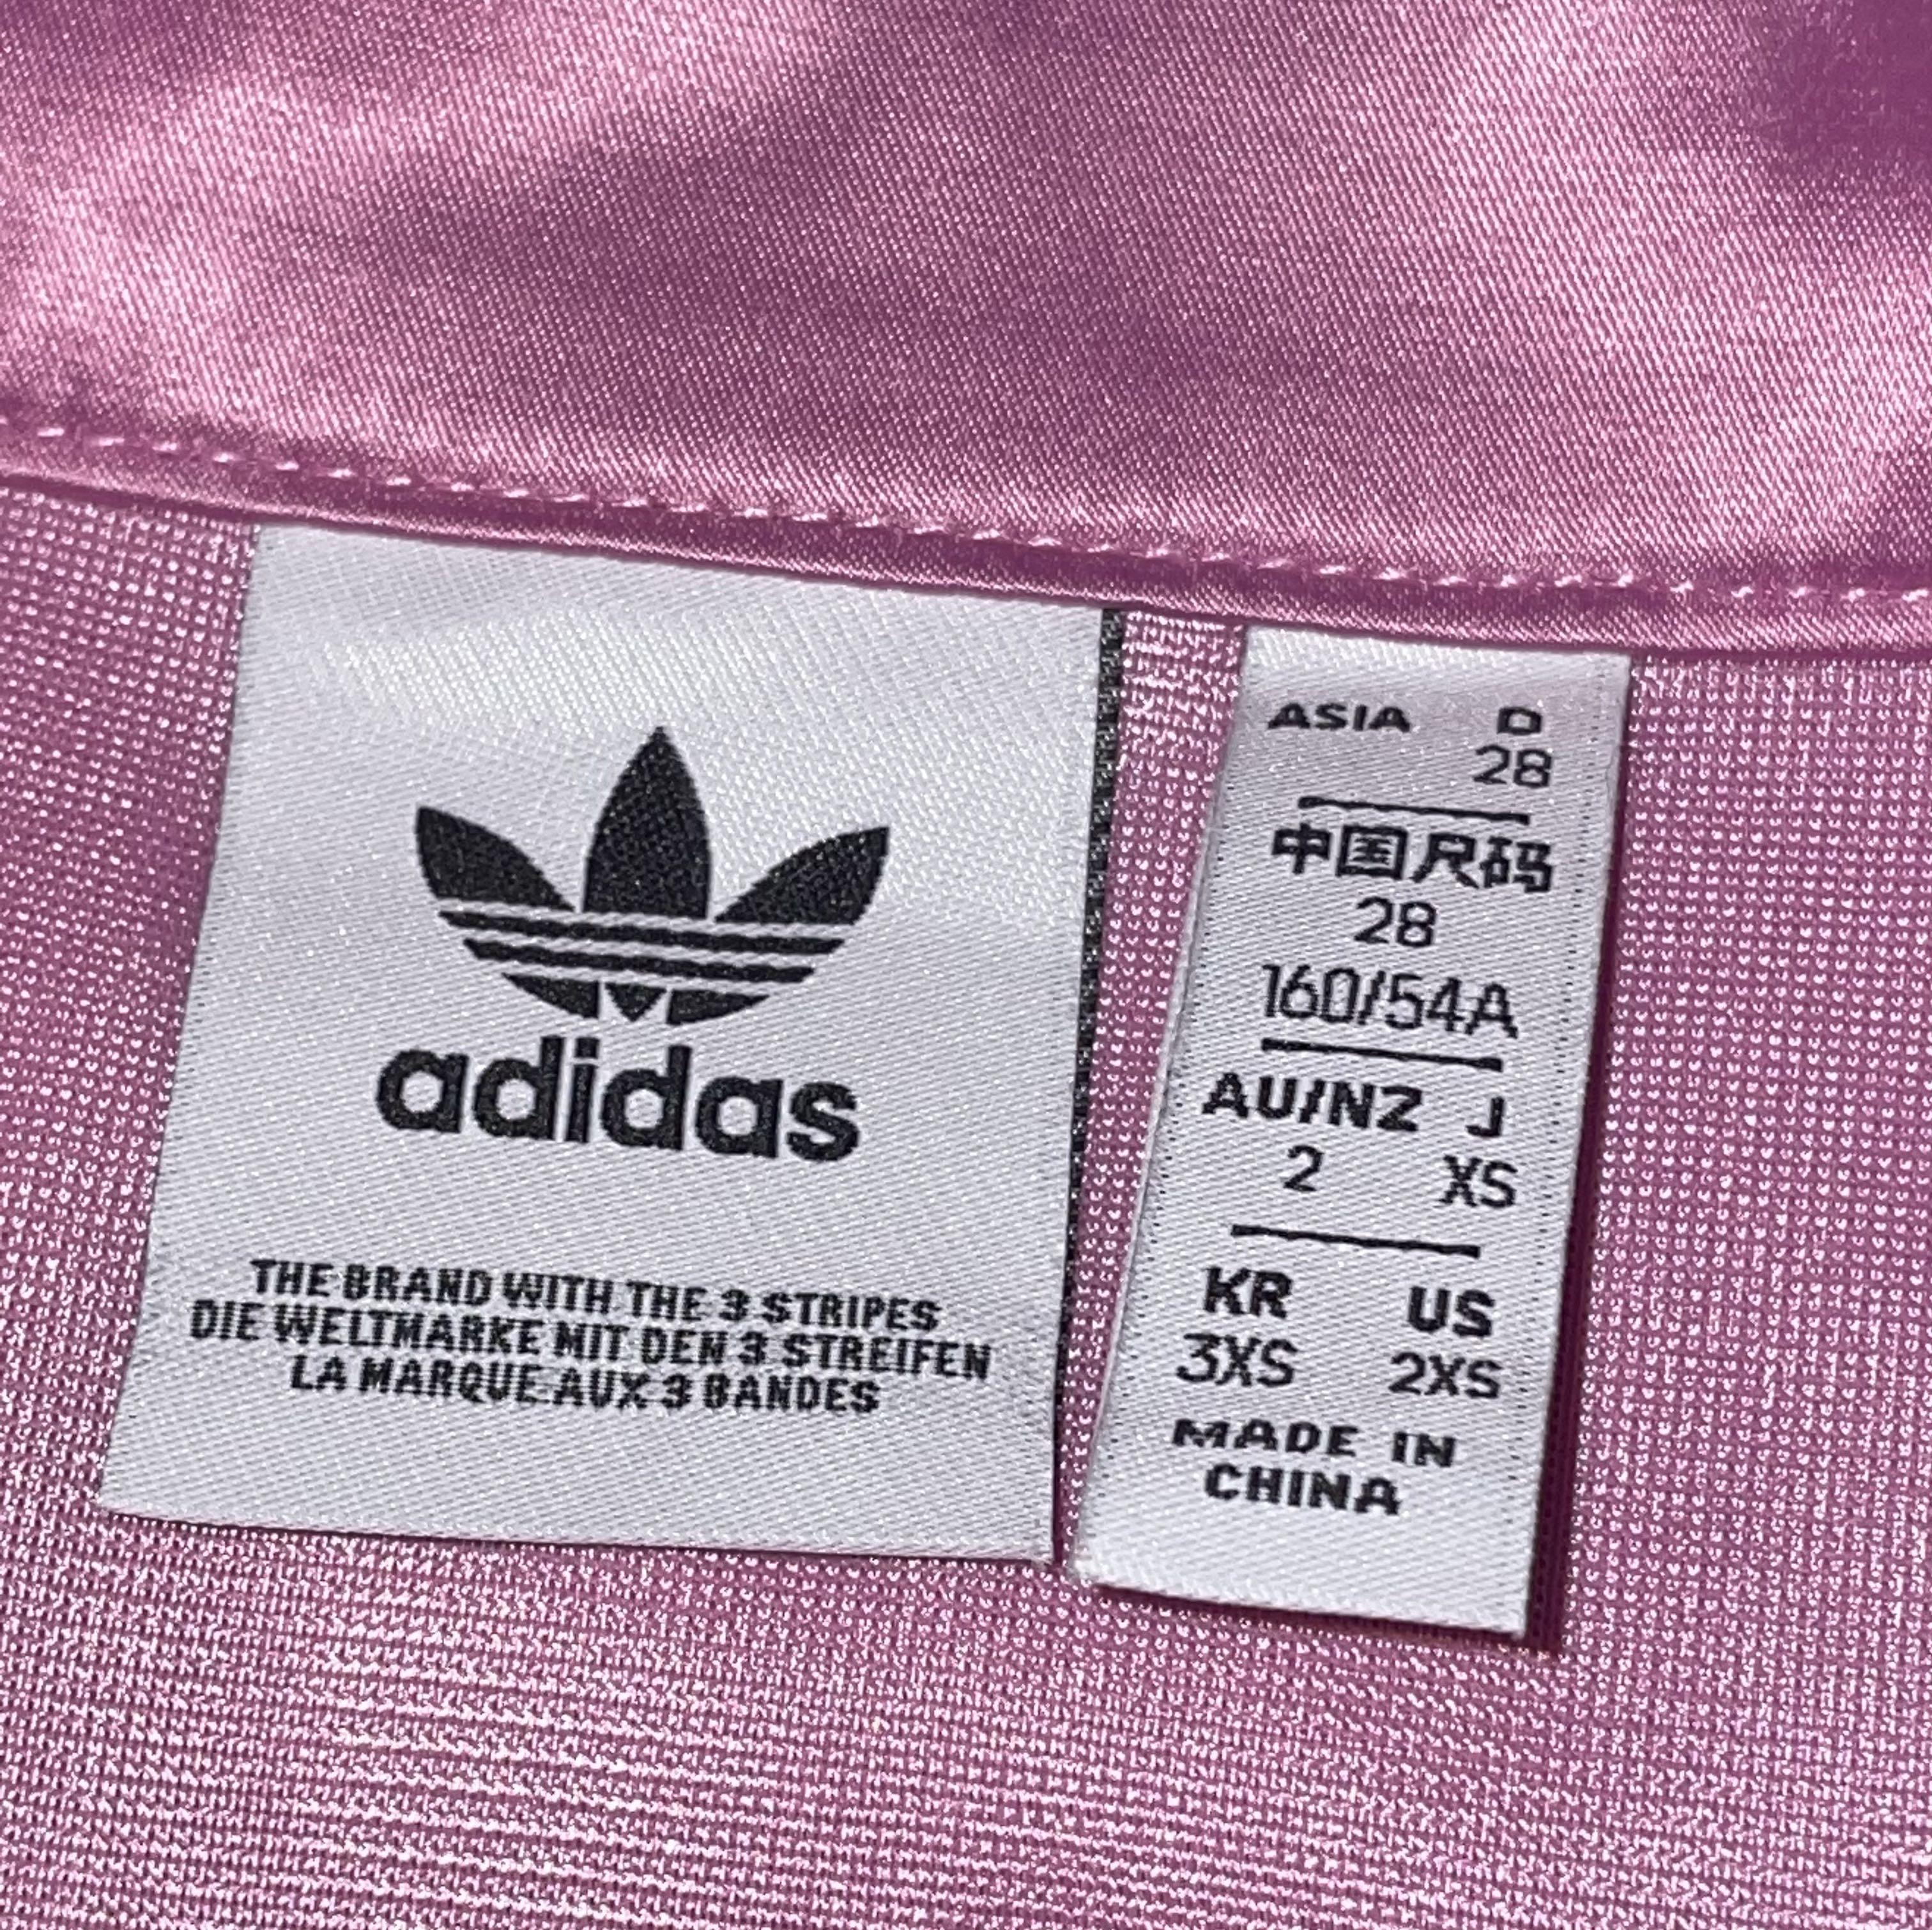 adidas
THE BRAND WITH THE 3 STRIPES
DIE WELTMARKE MIT DEN 3 STREIFEN
LA MARQUE AUX 3 BANDES
ASIA D
28
中国尺码
28
160/54A
AU/NZ J
2 XS
KR US
3XS 2XS
MADE IN
CHINA